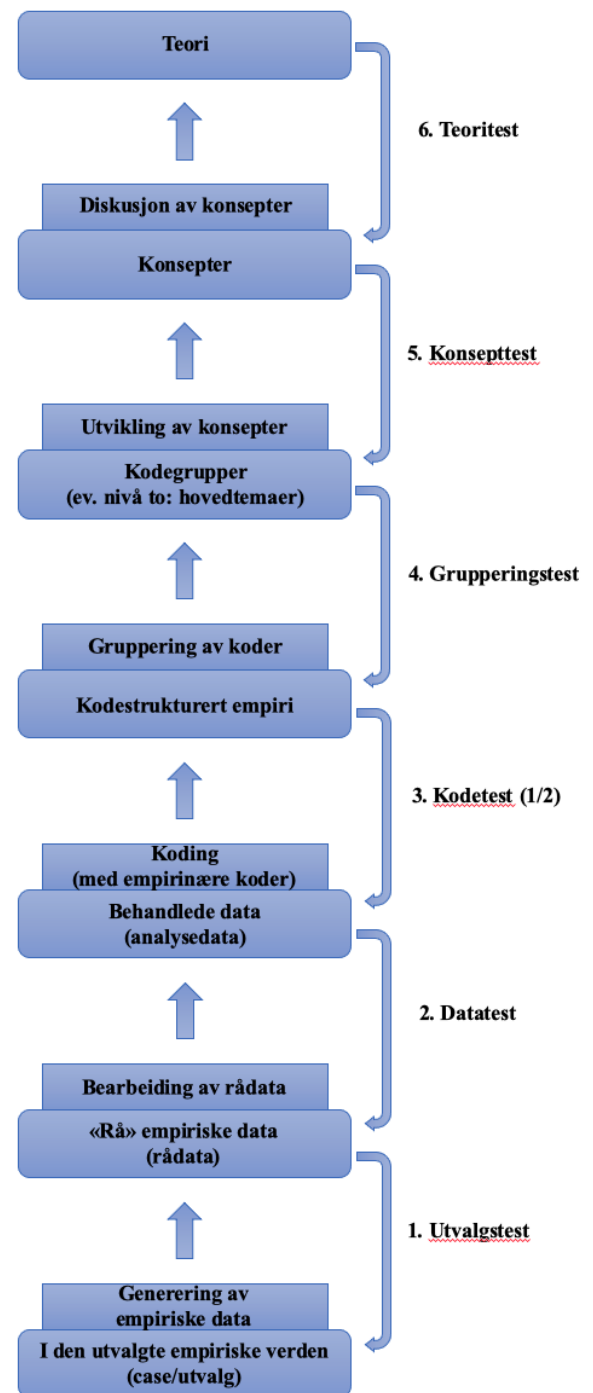 Teori
6. Teoritest
Diskusjon av konsepter
Konsepter
5. Konsepttest
Utvikling av konsepter
Kodegrupper
(ev. nivå to: hovedtemaer)
4. Grupperingstest
Gruppering av koder
Kodestrukturert empiri
3. Kodetest (1/2)
Koding
(med empirinære koder)
Behandlede data
(analysedata)
2. Datatest
Bearbeiding av rådata
«Rå» empiriske data
(rådata)
1. Utvalgstest
Generering av
empiriske data
I den utvalgte empiriske verden
(case/utvalg)